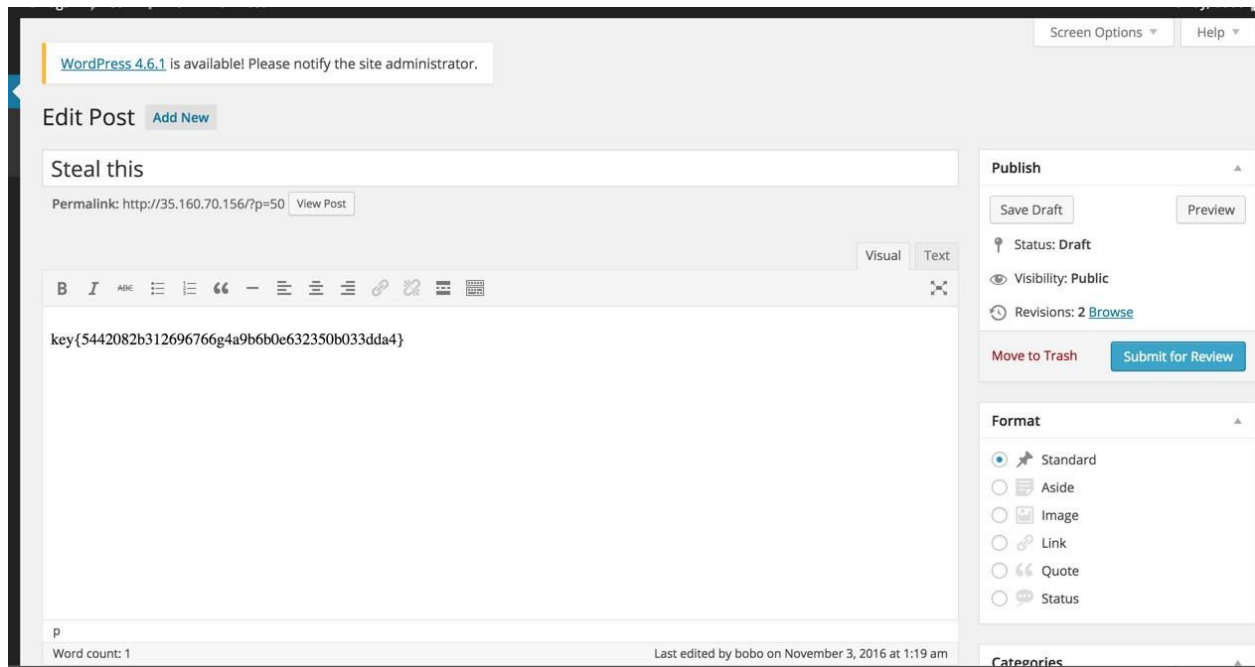 Screen Options
Help
WordPress 4.6.1 is available! Please notify the site administrator.
Edit Post Add New
Steal this
Permalink: http://35.160.70.156/?p=50 View Post
Visual Text
B I ABC
key{5442082b312696766g4a9b6b0e632350b033dda4}
p
Word count: 1
Last edited by bobo on November 3, 2016 at 1:19 am
Publish
Save Draft Preview
Status: Draft
Visibility: Public
Revisions: 2 Browse
Move to Trash Submit for Review
Format
Standard
Aside
Image
Link
Quote
Status
Categories